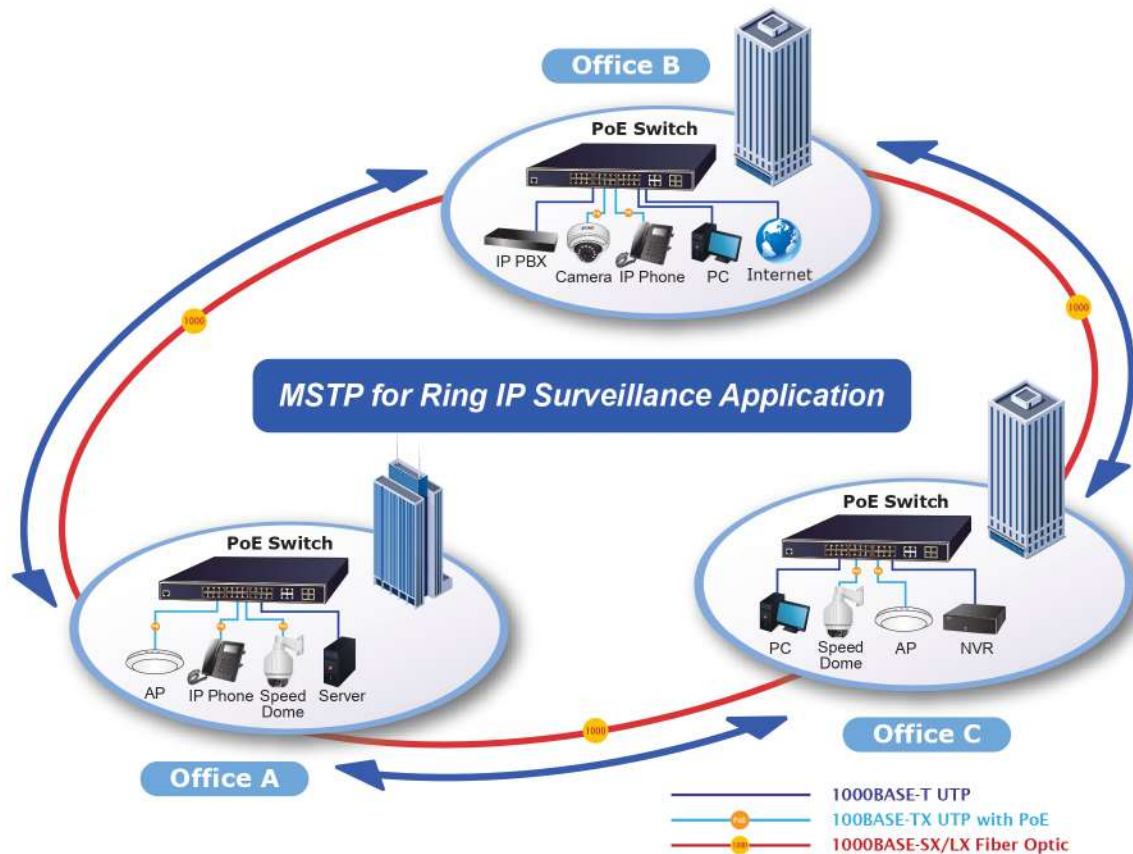 Office B
PoE Switch
IP PBX
Camera
IP Phone
PC
Internet
1000
1000
MSTP for Ring IP Surveillance Application
PoE Switch
AP
IP Phone
Speed
Dome
Server
Office A
PoE Switch
PC
Speed
Dome
AP
NVR
Office C
1000
1000BASE-T UTP
PoE
100BASE-TX UTP with PoE
1000
1000BASE-SX/LX Fiber Optic